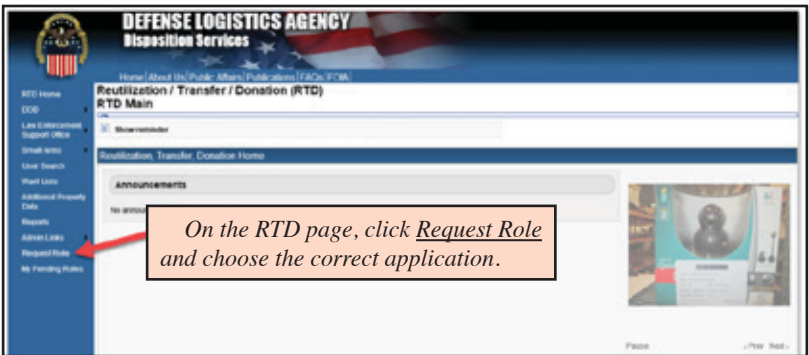 DEFENSE LOGISTICS AGENCY
Disposition Services
Home About Us Public Affairs Publications FAQs FOIA
Reutilization / Transfer / Donation (RTD)
RTD Main
Show reminder
Reutilization, Transfer, Donation Home
RTD Home
DOD
Law Enforcement
Support Office
Small Arms
User Search
Want Lists
Additional Property
Data
Reports
Admin Links
Request Role
My Pending Roles
Announcements
No
On the RTD page, click Request Role
and choose the correct application.
Pause
Prev Next